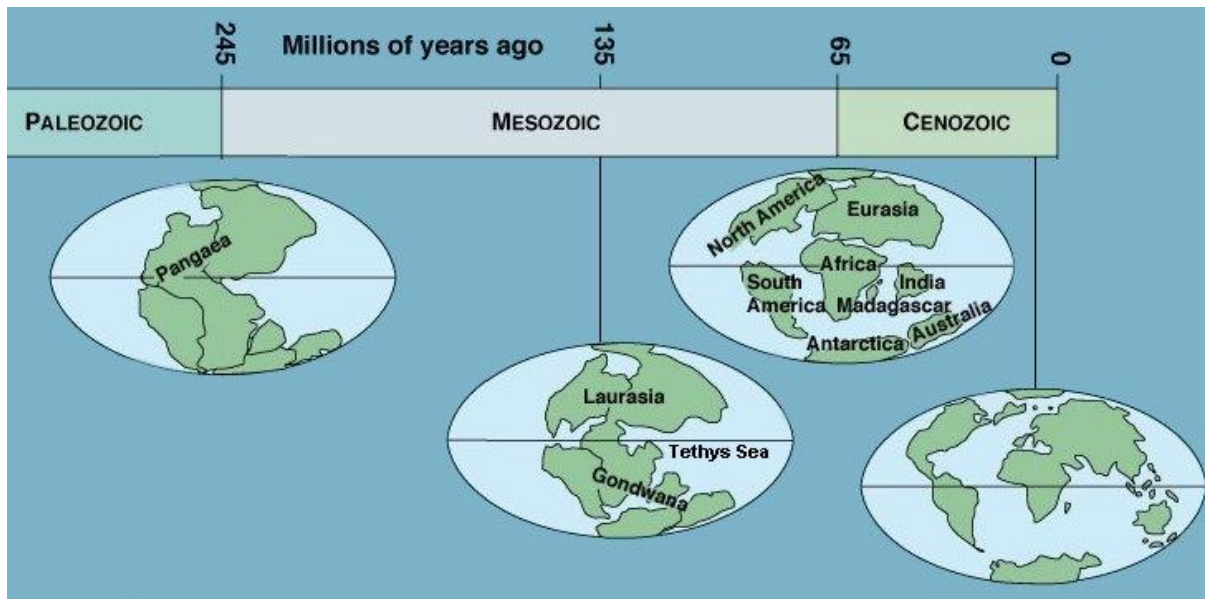 245
Millions of years ago
135
65
0
PALEOZOIC
MESOZOIC
CENOZOIC
Pangaea
North America
Eurasia
Africa
South
America
India
Madagascar
Australia
Antarctica
Laurasia
Tethys Sea
Gondwana